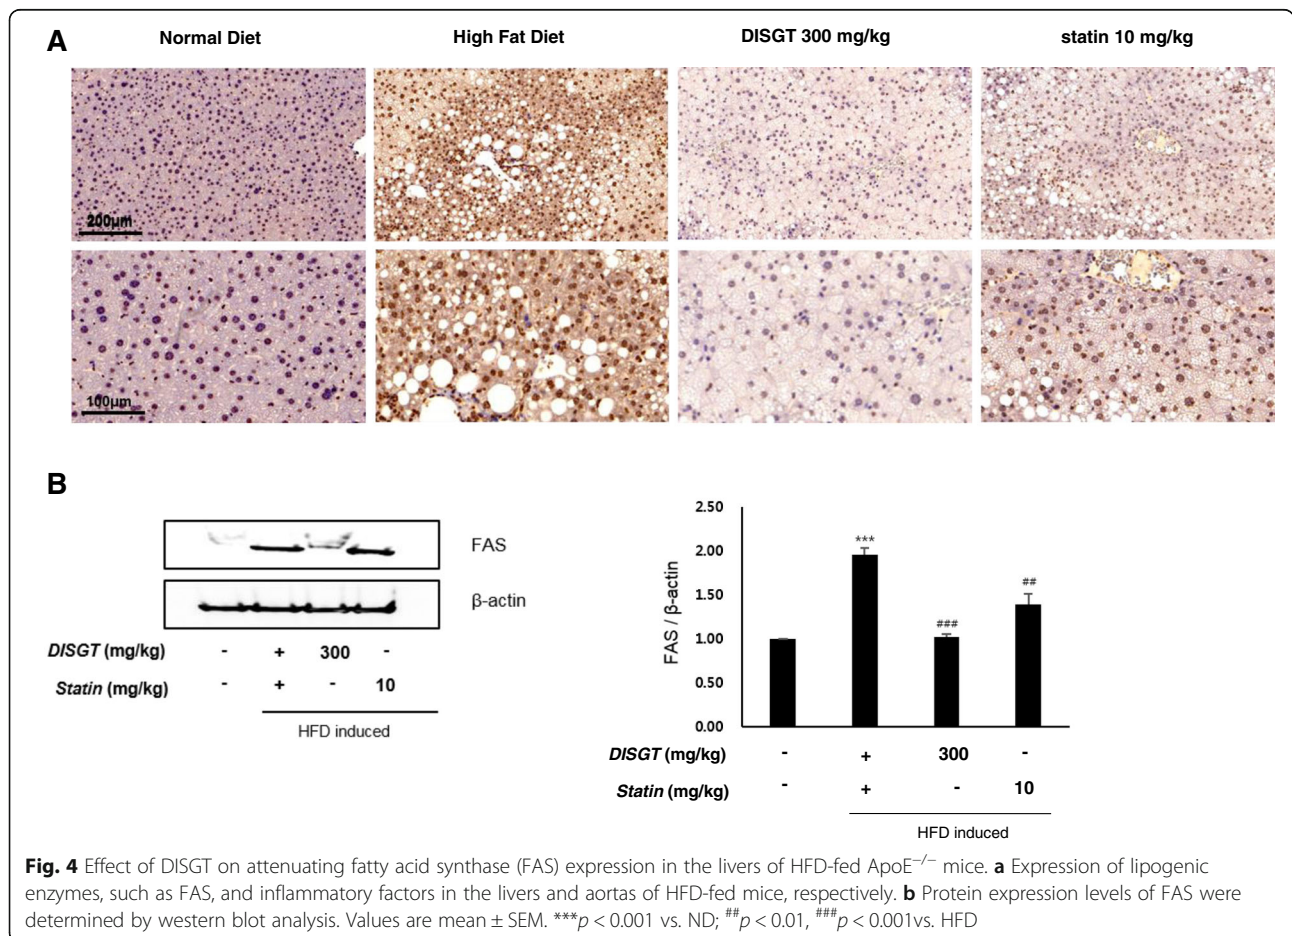 A
Normal Diet High Fat Diet DISGT 300 mg/kg statin 10 mg/kg
200µm
100µm
B
FAS
β-actin
DISGT (mg/kg) - + 300 -
Statin (mg/kg) - + - 10
HFD induced
2.50
2.00
1.50
1.00
0.50
0.00
FAS / β-actin
***
###
##
DISGT (mg/kg) - + 300 -
Statin (mg/kg) - + - 10
HFD induced
Fig. 4 Effect of DISGT on attenuating fatty acid synthase (FAS) expression in the livers of HFD-fed ApoE−/− mice. a Expression of lipogenic
enzymes, such as FAS, and inflammatory factors in the livers and aortas of HFD-fed mice, respectively. b Protein expression levels of FAS were
determined by western blot analysis. Values are mean ± SEM. ***p < 0.001 vs. ND; ##p < 0.01, ###p < 0.001vs. HFD